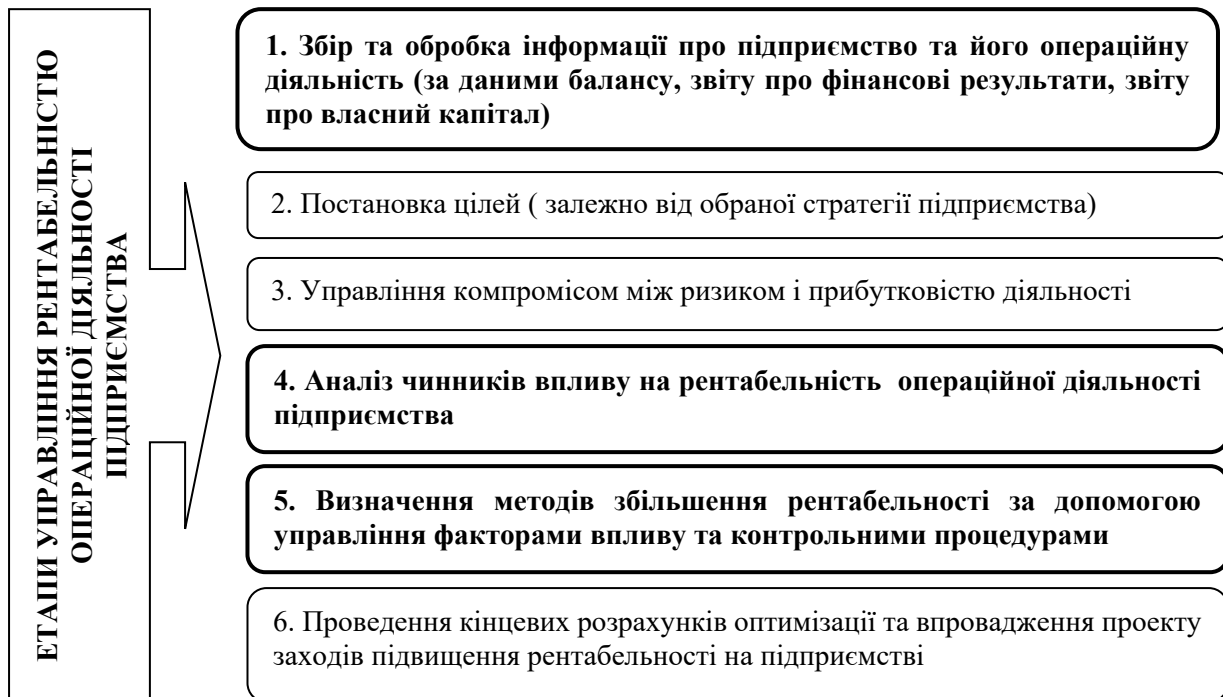 ЕТАПИ УПРАВЛІННЯ РЕНТАБЕЛЬНІСТЮ
ОПЕРАЦІЙНОЇ ДІЯЛЬНОСТІ
ПІДПРИЄМСТВА
1. Збір та обробка інформації про підприємство та його операційну
діяльність (за даними балансу, звіту про фінансові результати, звіту
про власний капітал)
2. Постановка цілей ( залежно від обраної стратегії підприємства)
3. Управління компромісом між ризиком і прибутковістю діяльності
4. Аналіз чинників впливу на рентабельність операційної діяльності
підприємства
5. Визначення методів збільшення рентабельності за допомогою
управління факторами впливу та контрольними процедурами
6. Проведення кінцевих розрахунків оптимізації та впровадження проекту
заходів підвищення рентабельності на підприємстві